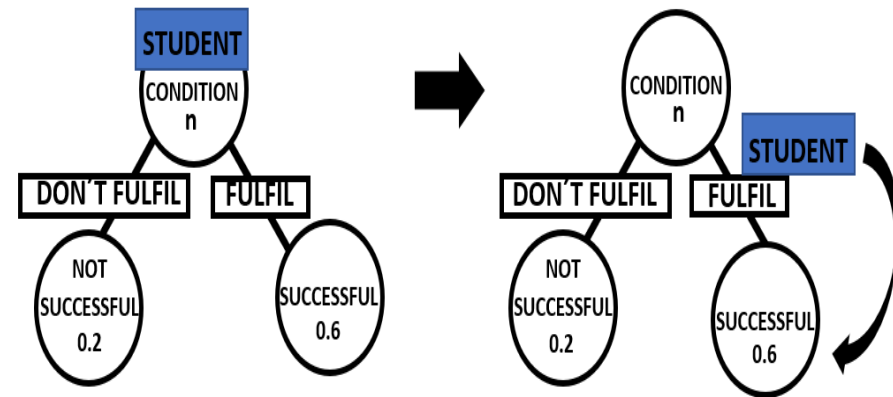 STUDENT
CONDITION
n
DON´T FULFIL
FULFIL
NOT
SUCCESSFUL
0.2
SUCCESSFUL
0.6
CONDITION
n
STUDENT
DON´T FULFIL
FULFIL
NOT
SUCCESSFUL
0.2
SUCCESSFUL
0.6